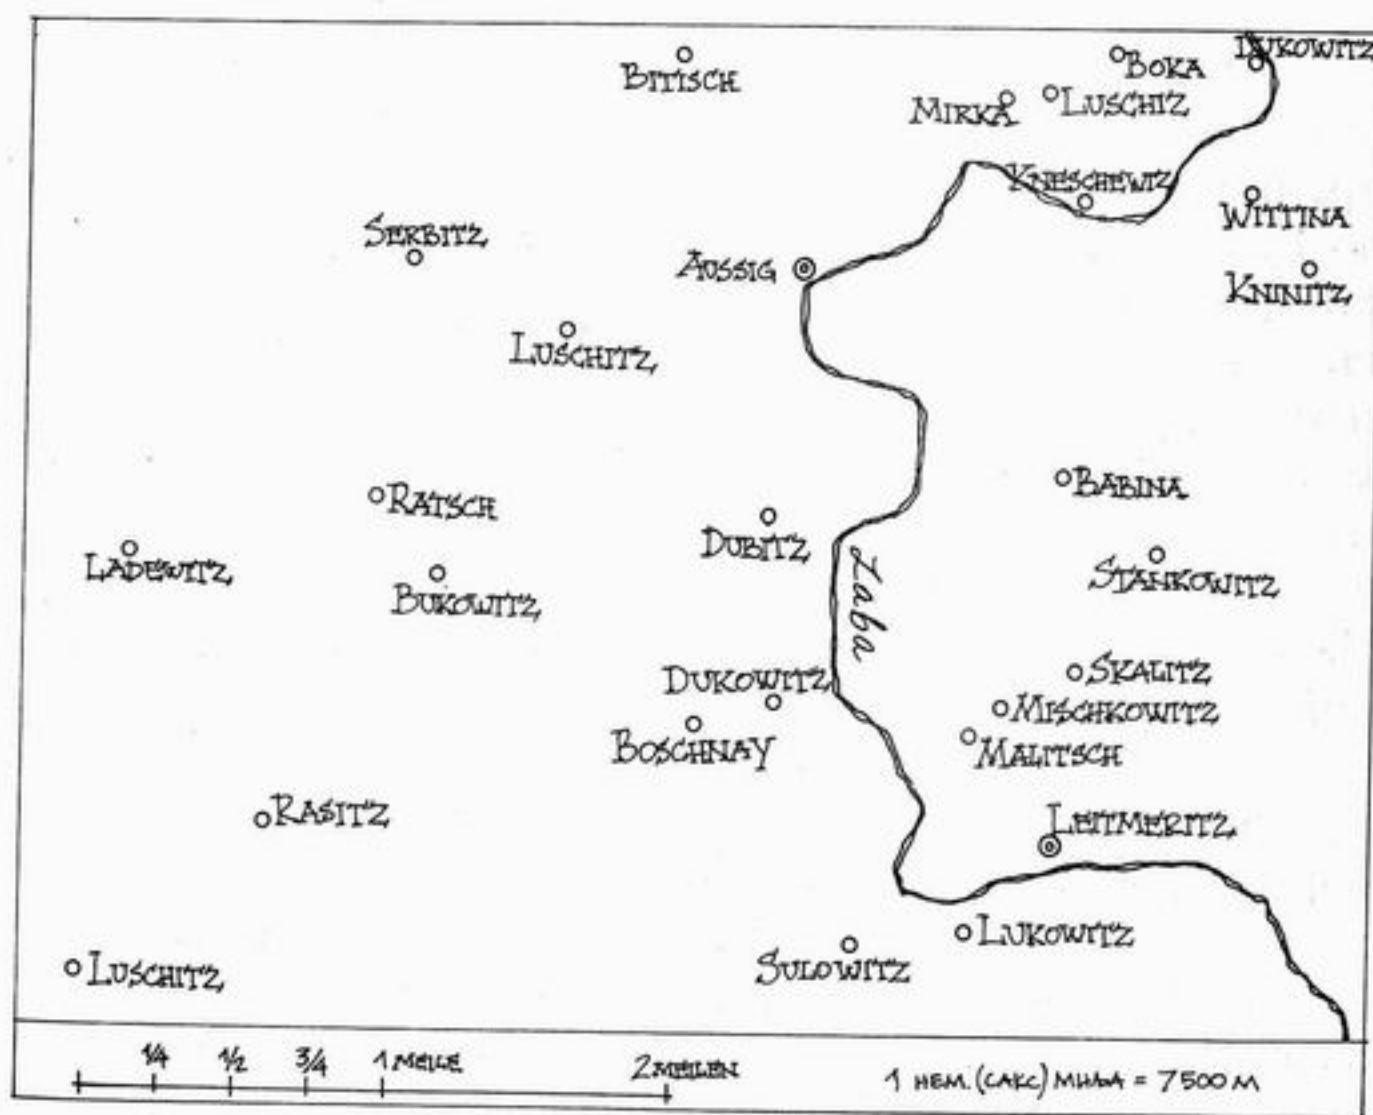 DUKOWITZ
BITISCH
BOKA
MIRKA
LUSCHIZ
KNESCHEWIZ
WITTINA
SERBITZ
AUSSIG
KNINITZ
LUSCHITZ
BABINA
RATSCH
DUBITZ
LADEWITZ
STANKOWITZ
BUKOWITZ
Laba
DUKOWITZ
SKALITZ
MISCHKOWITZ
BOSCHNAY
MALITSCH
RASITZ
LEITMERITZ
LUKOWITZ
SULOWITZ
LUSCHITZ
1/4 1/2 3/4 1 MEILE 2 MEILEN
1 НЕМ. (САКС) МИЉА = 7500 М